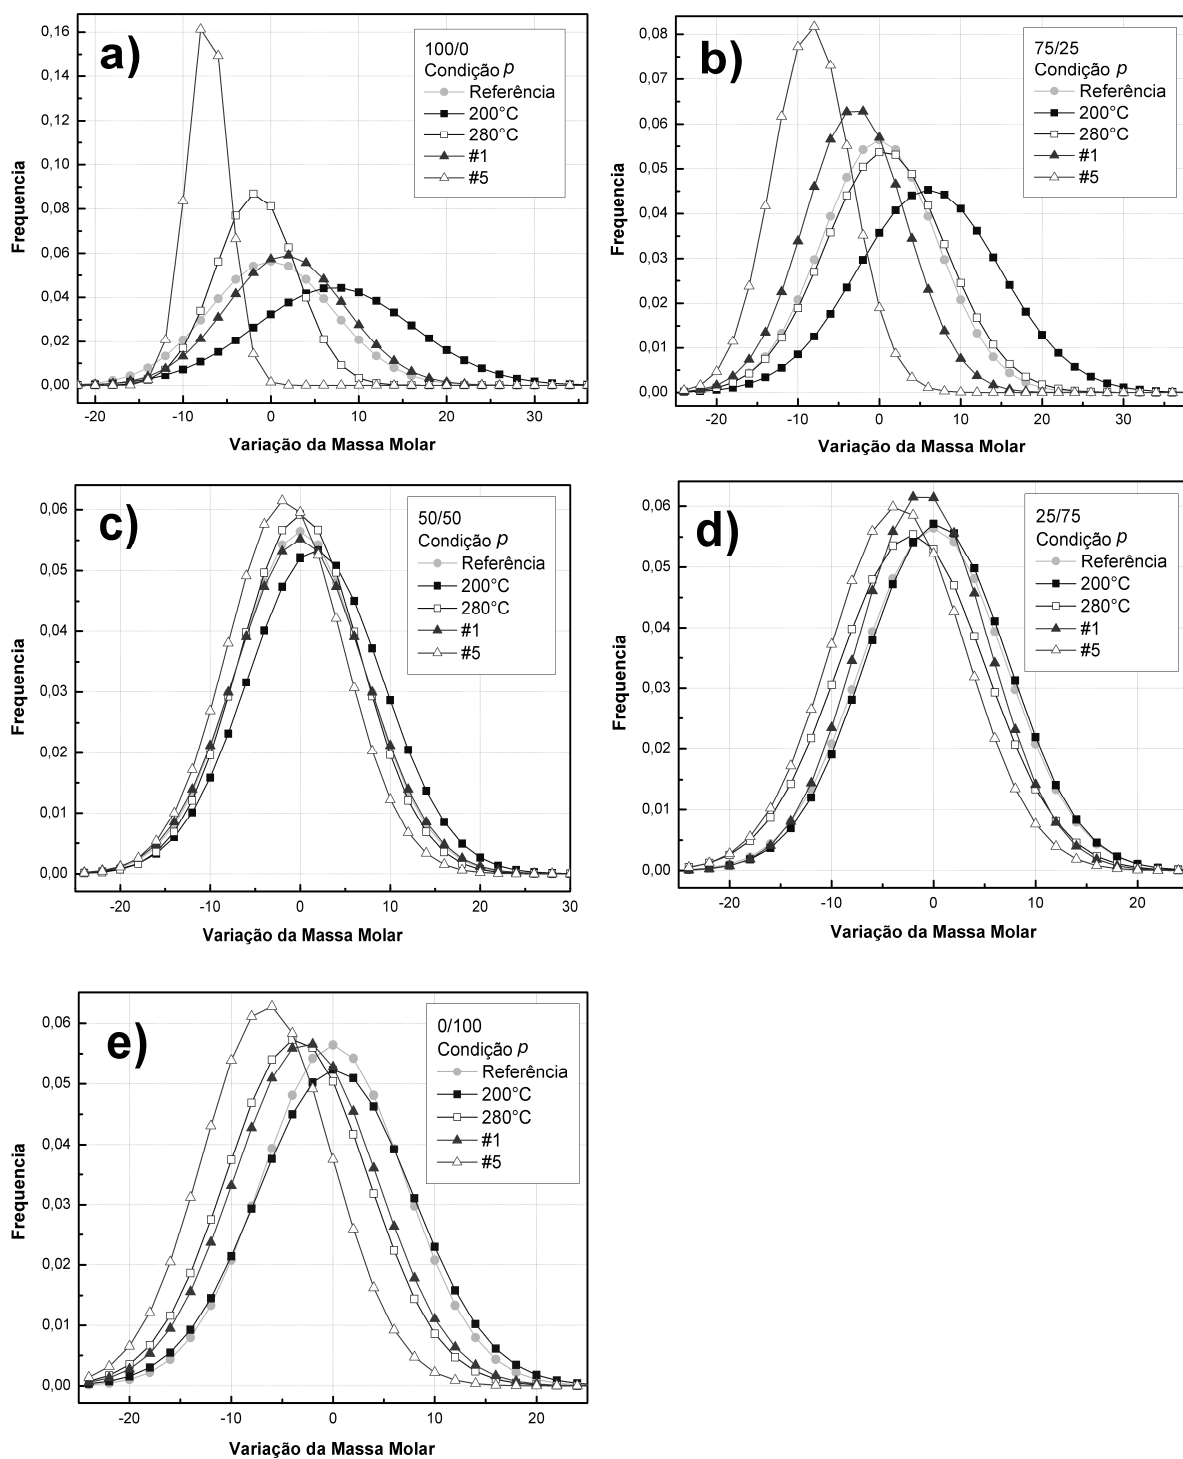 a)
100/0
Condição p
Referência
200°C
280°C
#1
#5
0,16
0,14
0,12
0,10
0,08
0,06
0,04
0,02
0,00
Frequencia
-20 -10 0 10 20 30
Variação da Massa Molar
b)
75/25
Condição p
Referência
200°C
280°C
#1
#5
0,08
0,07
0,06
0,05
0,04
0,03
0,02
0,01
0,00
Frequencia
-20 -10 0 10 20 30
Variação da Massa Molar
c)
50/50
Condição p
Referência
200°C
280°C
#1
#5
0,06
0,05
0,04
0,03
0,02
0,01
0,00
Frequencia
-20 -10 0 10 20 30
Variação da Massa Molar
d)
25/75
Condição p
Referência
200°C
280°C
#1
#5
0,06
0,05
0,04
0,03
0,02
0,01
0,00
Frequencia
-20 -10 0 10 20
Variação da Massa Molar
e)
0/100
Condição p
Referência
200°C
280°C
#1
#5
0,06
0,05
0,04
0,03
0,02
0,01
0,00
Frequencia
-20 -10 0 10 20
Variação da Massa Molar